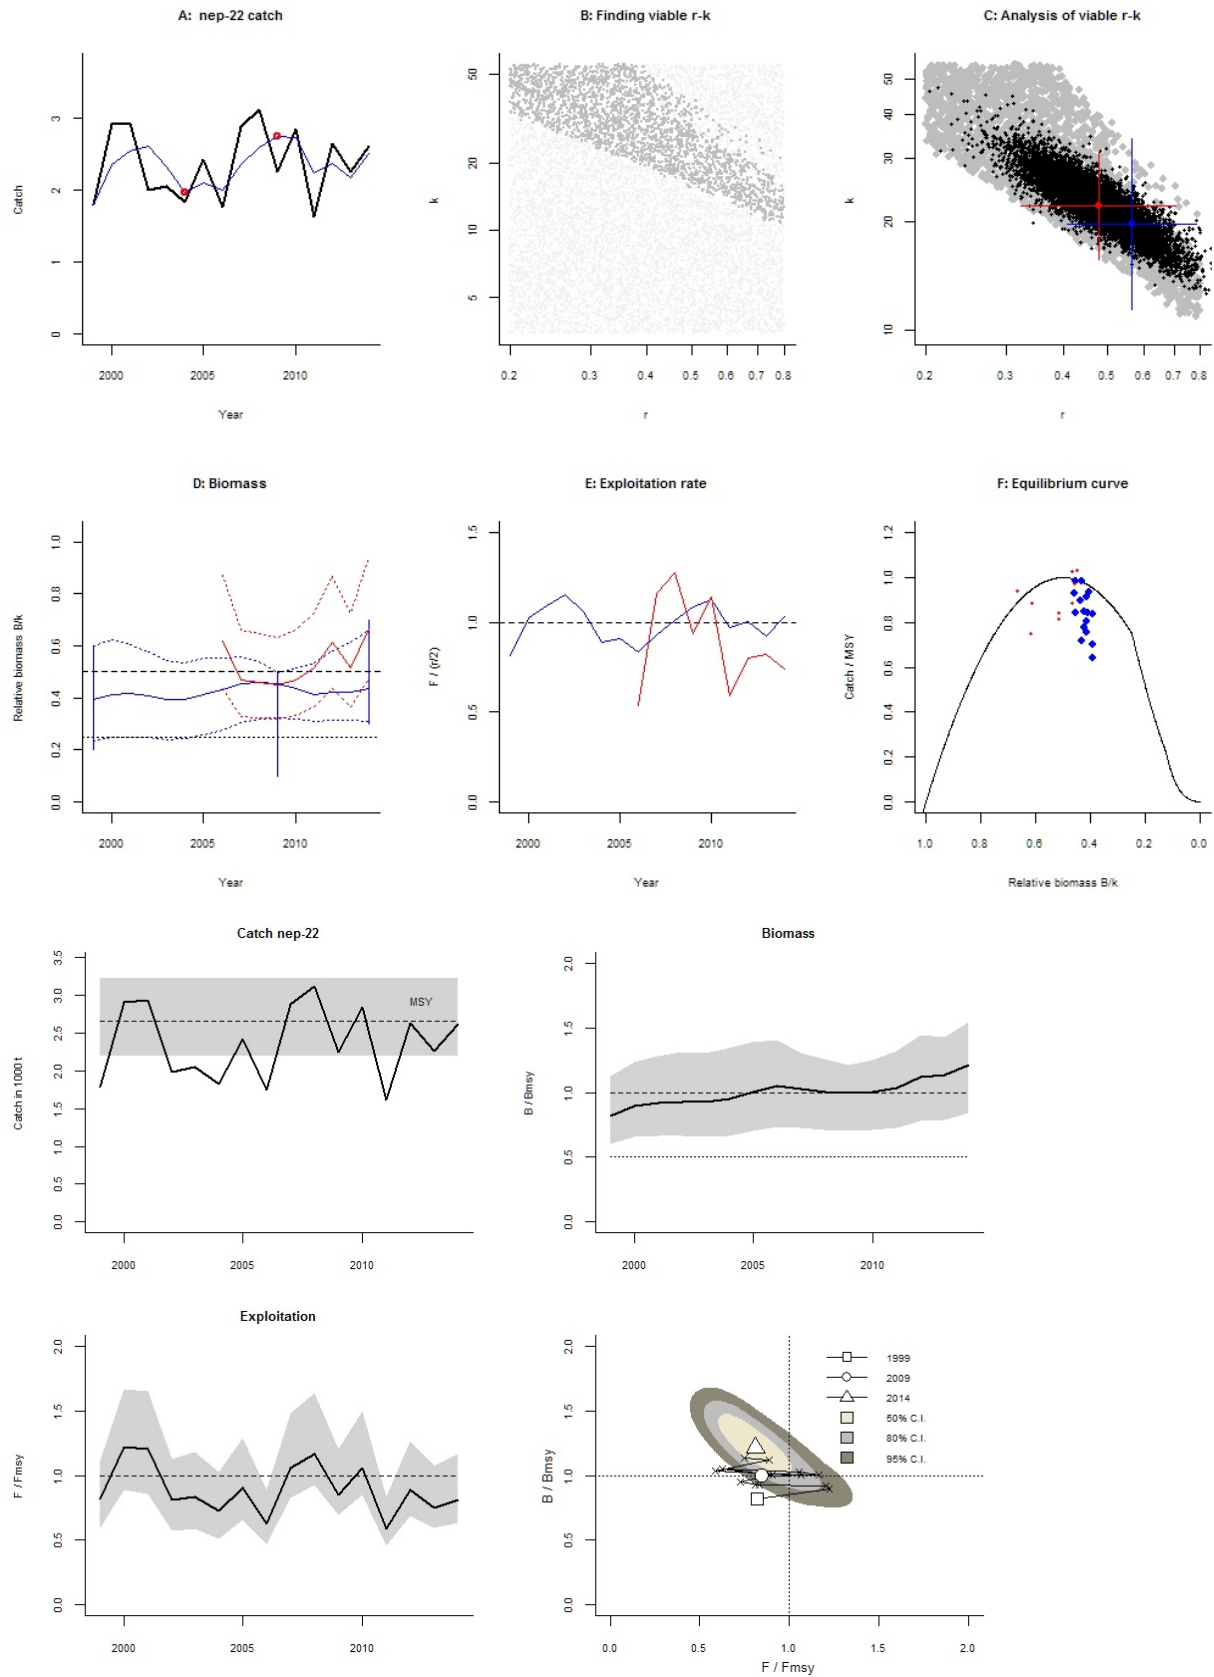 A: nep-22 catch
B: Finding viable r-k
C: Analysis of viable r-k
Catch
0 1 2 3
2000 2005 2010
Year
k
5 10 20 50
0.2 0.3 0.4 0.5 0.6 0.7 0.8
r
k
10 20 30 40 50
0.2 0.3 0.4 0.5 0.6 0.7 0.8
r
D: Biomass
E: Exploitation rate
F: Equilibrium curve
Relative biomass B/k
0.0 0.2 0.4 0.6 0.8 1.0
2000 2005 2010
Year
F / (r/2)
0.0 0.5 1.0 1.5
2000 2005 2010
Year
Catch / MSY
0.0 0.2 0.4 0.6 0.8 1.0 1.2
1.0 0.8 0.6 0.4 0.2 0.0
Relative biomass B/k
Catch nep-22
Biomass
Catch in 1000 t
0.0 0.5 1.0 1.5 2.0 2.5 3.0 3.5
MSY
2000 2005 2010
B / Bmsy
0.0 0.5 1.0 1.5 2.0
2000 2005 2010
Exploitation
F / Fmsy
0.0 0.5 1.0 1.5 2.0
2000 2005 2010
B / Bmsy
0.0 0.5 1.0 1.5 2.0
1999
2009
2014
50% C.I.
80% C.I.
95% C.I.
0.0 0.5 1.0 1.5 2.0
F / Fmsy